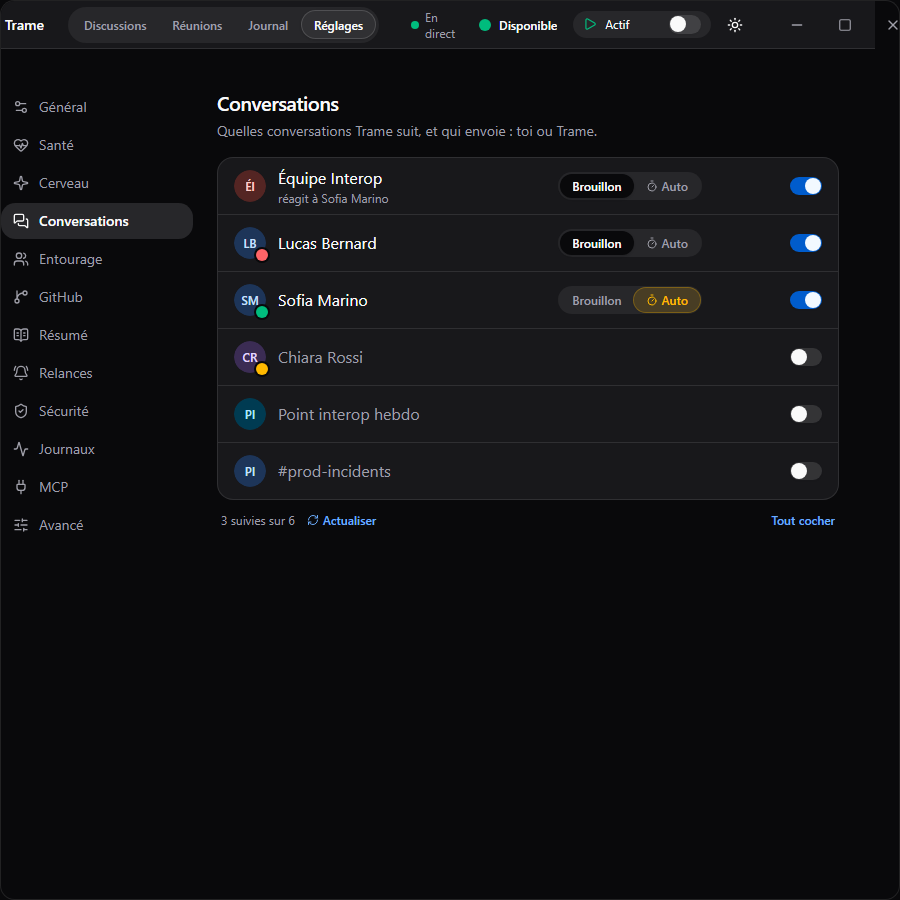 Trame
Discussions
Réunions
Journal
Réglages
En direct
Disponible
Actif
Général
Santé
Cerveau
Conversations
Entourage
GitHub
Résumé
Relances
Sécurité
Journaux
MCP
Avancé
Conversations
Quelles conversations Trame suit, et qui envoie : toi ou Trame.
ÉI
Équipe Interop
réagit à Sofia Marino
Brouillon
Auto
LB
Lucas Bernard
Brouillon
Auto
SM
Sofia Marino
Brouillon
Auto
CR
Chiara Rossi
PI
Point interop hebdo
PI
#prod-incidents
3 suivies sur 6
Actualiser
Tout cocher